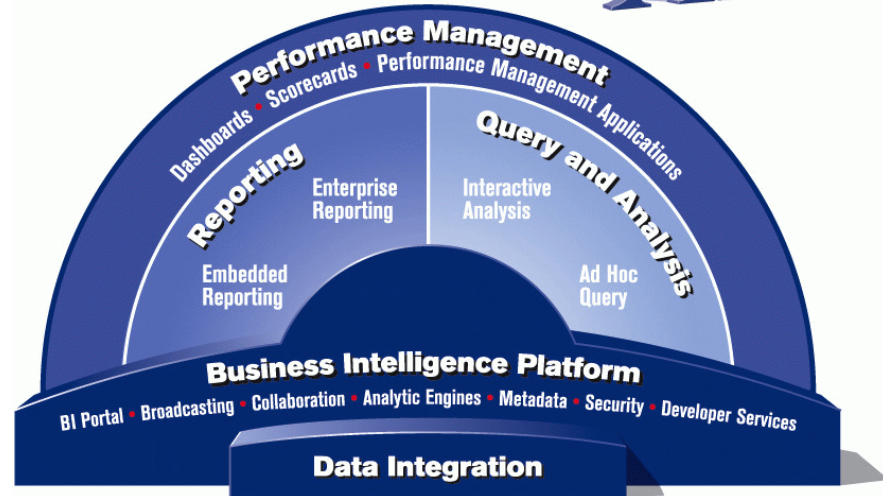 Performance Management
Dashboards • Scorecards • Performance Management Applications
Reporting
Enterprise
Reporting
Embedded
Reporting
Query and Analysis
Interactive
Analysis
Ad Hoc
Query
Business Intelligence Platform
BI Portal • Broadcasting • Collaboration • Analytic Engines • Metadata • Security • Developer Services
Data Integration